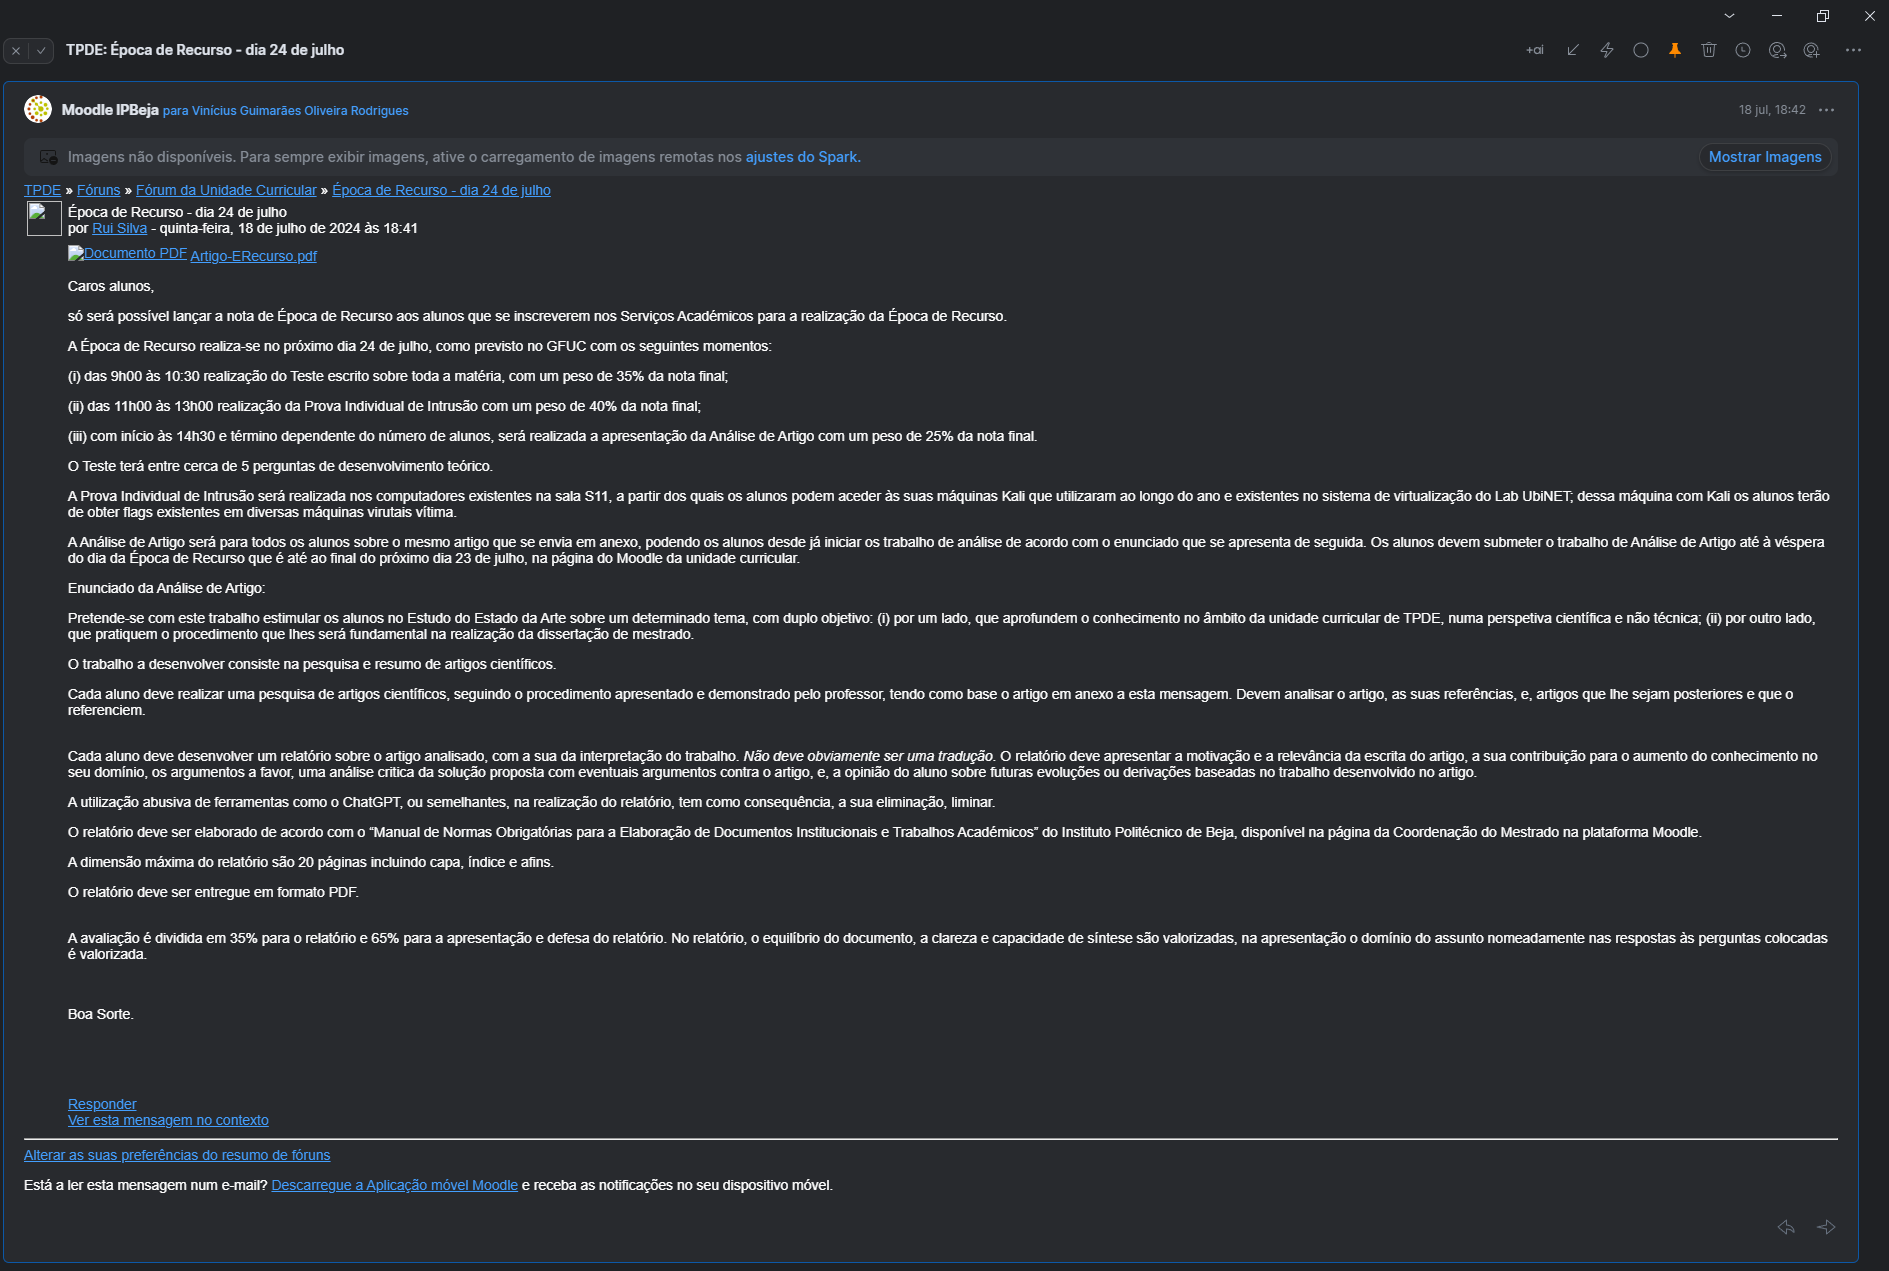 TPDE: Época de Recurso - dia 24 de julho
+ai
Moodle IPBeja para Vinícius Guimarães Oliveira Rodrigues
18 jul, 18:42
Imagens não disponíveis. Para sempre exibir imagens, ative o carregamento de imagens remotas nos ajustes do Spark.
Mostrar Imagens
TPDE » Fóruns » Fórum da Unidade Curricular » Época de Recurso - dia 24 de julho
Época de Recurso - dia 24 de julho
por Rui Silva - quinta-feira, 18 de julho de 2024 às 18:41
Documento PDF Artigo-ERecurso.pdf
Caros alunos,
só será possível lançar a nota de Época de Recurso aos alunos que se inscreverem nos Serviços Académicos para a realização da Época de Recurso.
A Época de Recurso realiza-se no próximo dia 24 de julho, como previsto no GFUC com os seguintes momentos:
(i) das 9h00 às 10:30 realização do Teste escrito sobre toda a matéria, com um peso de 35% da nota final;
(ii) das 11h00 às 13h00 realização da Prova Individual de Intrusão com um peso de 40% da nota final;
(iii) com início às 14h30 e término dependente do número de alunos, será realizada a apresentação da Análise de Artigo com um peso de 25% da nota final.
O Teste terá entre cerca de 5 perguntas de desenvolvimento teórico.
A Prova Individual de Intrusão será realizada nos computadores existentes na sala S11, a partir dos quais os alunos podem aceder às suas máquinas Kali que utilizaram ao longo do ano e existentes no sistema de virtualização do Lab UbiNET; dessa máquina com Kali os alunos terão
de obter flags existentes em diversas máquinas virutais vítima.
A Análise de Artigo será para todos os alunos sobre o mesmo artigo que se envia em anexo, podendo os alunos desde já iniciar os trabalho de análise de acordo com o enunciado que se apresenta de seguida. Os alunos devem submeter o trabalho de Análise de Artigo até à véspera
do dia da Época de Recurso que é até ao final do próximo dia 23 de julho, na página do Moodle da unidade curricular.
Enunciado da Análise de Artigo:
Pretende-se com este trabalho estimular os alunos no Estudo do Estado da Arte sobre um determinado tema, com duplo objetivo: (i) por um lado, que aprofundem o conhecimento no âmbito da unidade curricular de TPDE, numa perspetiva científica e não técnica; (ii) por outro lado,
que pratiquem o procedimento que lhes será fundamental na realização da dissertação de mestrado.
O trabalho a desenvolver consiste na pesquisa e resumo de artigos científicos.
Cada aluno deve realizar uma pesquisa de artigos científicos, seguindo o procedimento apresentado e demonstrado pelo professor, tendo como base o artigo em anexo a esta mensagem. Devem analisar o artigo, as suas referências, e, artigos que lhe sejam posteriores e que o
referenciem.
Cada aluno deve desenvolver um relatório sobre o artigo analisado, com a sua da interpretação do trabalho. Não deve obviamente ser uma tradução. O relatório deve apresentar a motivação e a relevância da escrita do artigo, a sua contribuição para o aumento do conhecimento no
seu domínio, os argumentos a favor, uma análise critica da solução proposta com eventuais argumentos contra o artigo, e, a opinião do aluno sobre futuras evoluções ou derivações baseadas no trabalho desenvolvido no artigo.
A utilização abusiva de ferramentas como o ChatGPT, ou semelhantes, na realização do relatório, tem como consequência, a sua eliminação, liminar.
O relatório deve ser elaborado de acordo com o “Manual de Normas Obrigatórias para a Elaboração de Documentos Institucionais e Trabalhos Académicos” do Instituto Politécnico de Beja, disponível na página da Coordenação do Mestrado na plataforma Moodle.
A dimensão máxima do relatório são 20 páginas incluindo capa, índice e afins.
O relatório deve ser entregue em formato PDF.
A avaliação é dividida em 35% para o relatório e 65% para a apresentação e defesa do relatório. No relatório, o equilíbrio do documento, a clareza e capacidade de síntese são valorizadas, na apresentação o domínio do assunto nomeadamente nas respostas às perguntas colocadas
é valorizada.
Boa Sorte.
Responder
Ver esta mensagem no contexto
Alterar as suas preferências do resumo de fóruns
Está a ler esta mensagem num e-mail? Descarregue a Aplicação móvel Moodle e receba as notificações no seu dispositivo móvel.